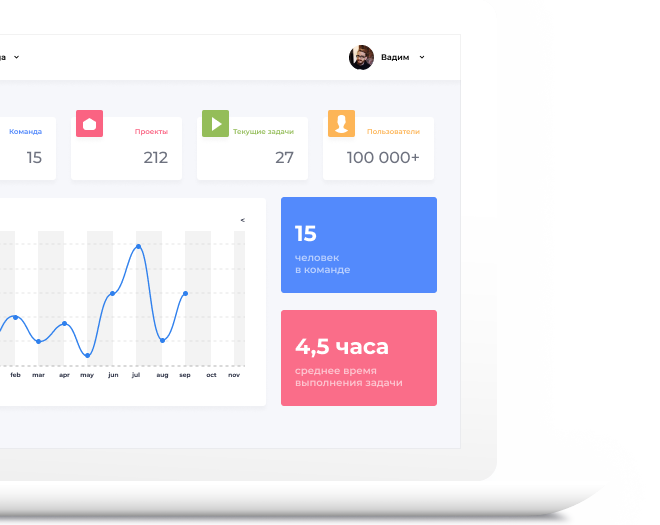 Вадим
Команда
15
Проекты
212
Текущие задачи
27
Пользователи
100 000+
<
feb mar apr may jun jul aug sep oct nov
15
человек
в команде
4,5 часа
среднее время
выполнения задачи